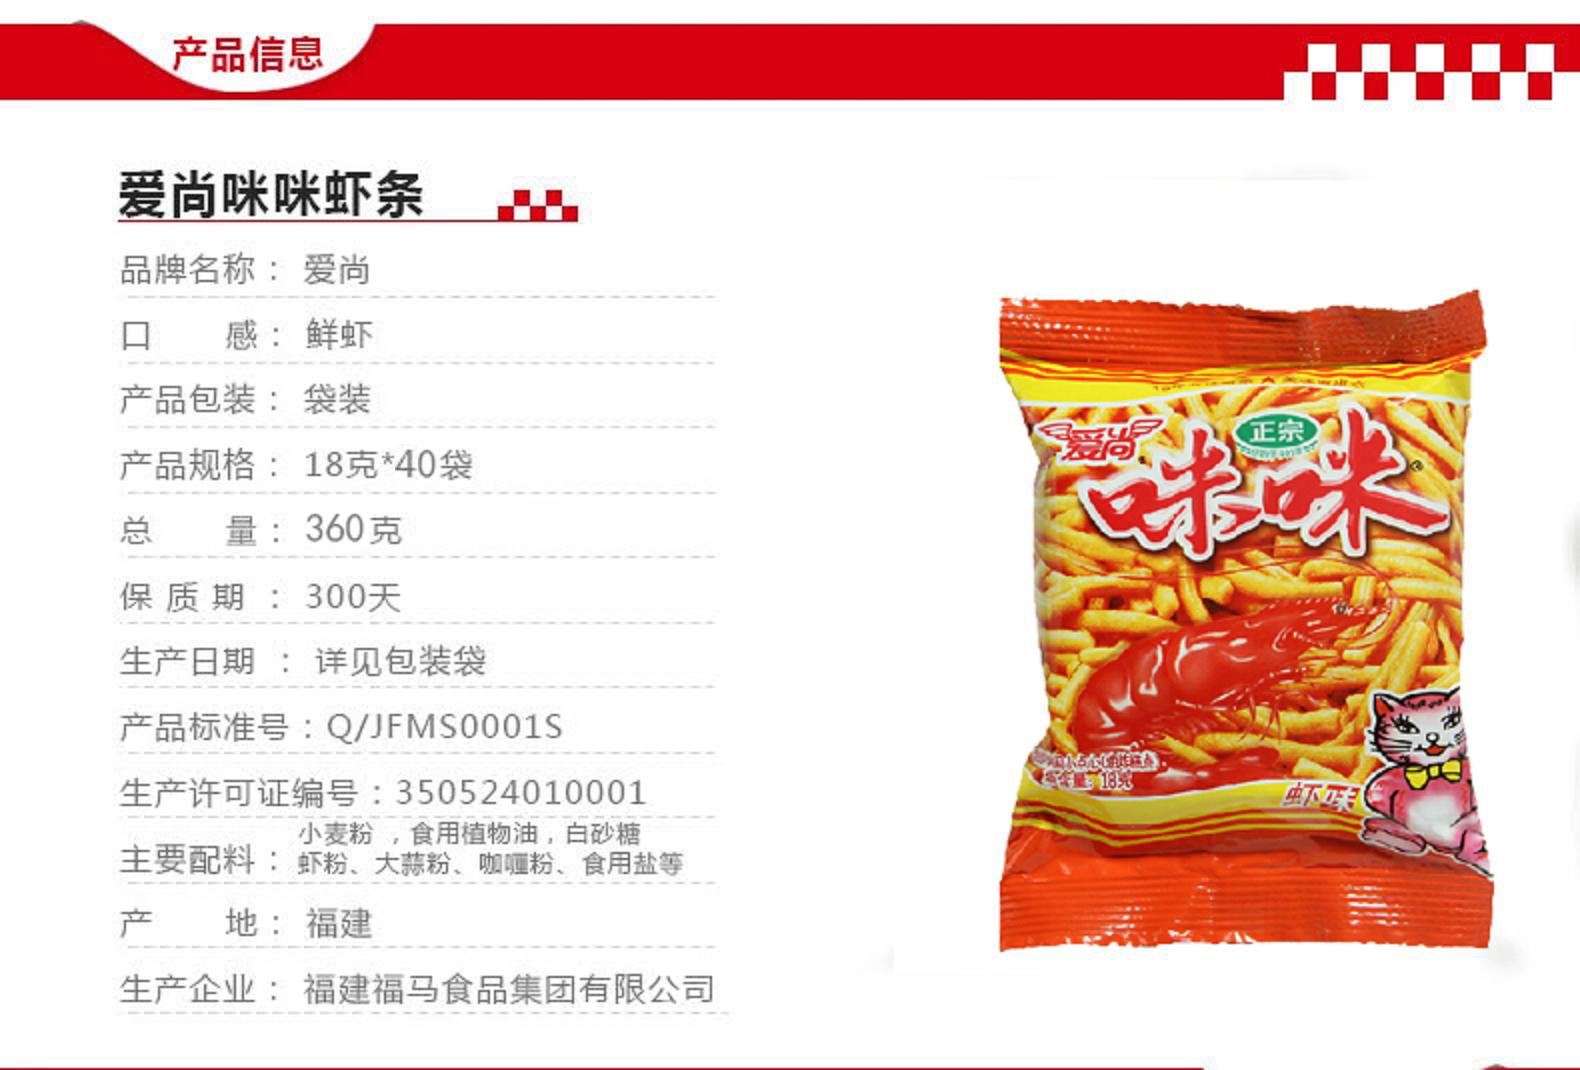 产品信息
爱尚咪咪虾条
品牌名称： 爱尚
口 感： 鲜虾
产品包装： 袋装
产品规格： 18克*40袋
总 量： 360克
保 质 期 ： 300天
生产日期 ： 详见包装袋
产品标准号：Q/JFMS0001S
生产许可证编号：350524010001
主要配料： 小麦粉 ，食用植物油，白砂糖
虾粉、大蒜粉、咖喱粉、食用盐等
产 地： 福建
生产企业： 福建福马食品集团有限公司
爱尚
正宗
咪咪
18克
虾味